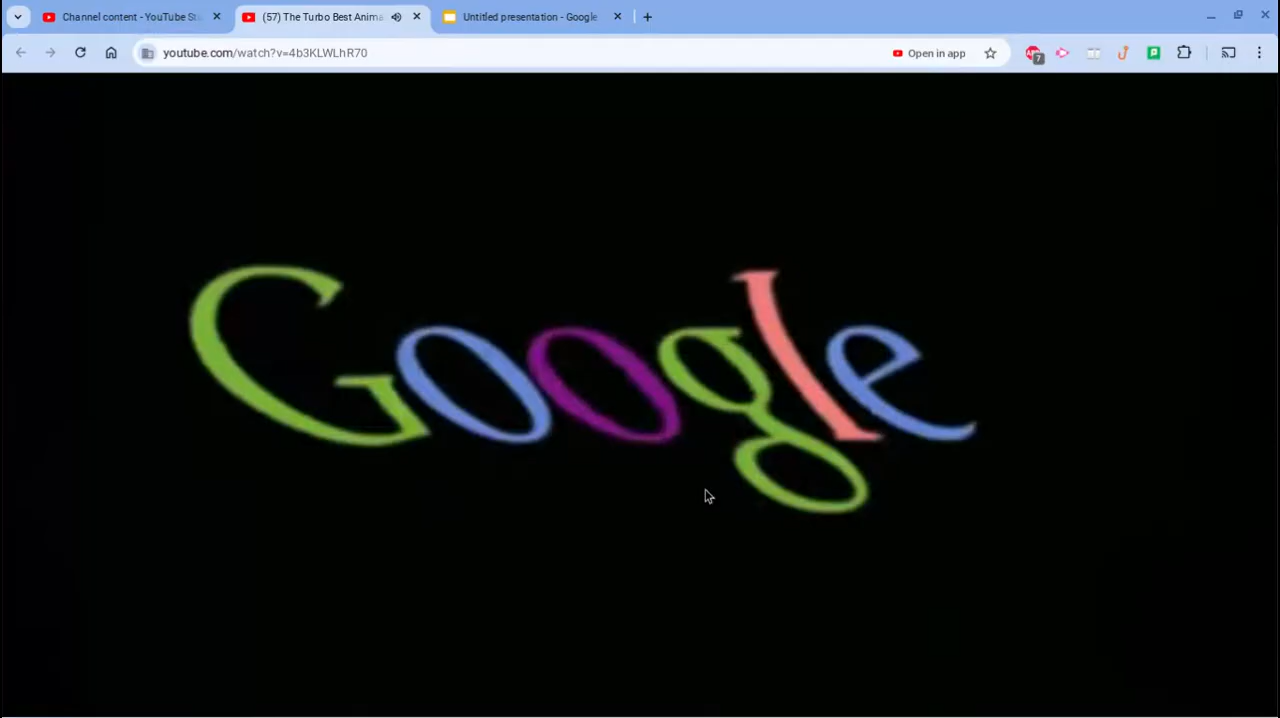 Channel content - YouTube St
(57) The Turbo Best Anima
Untitled presentation - Google
youtube.com/watch?v=4b3KLWLhR70
Open in app
7
Google